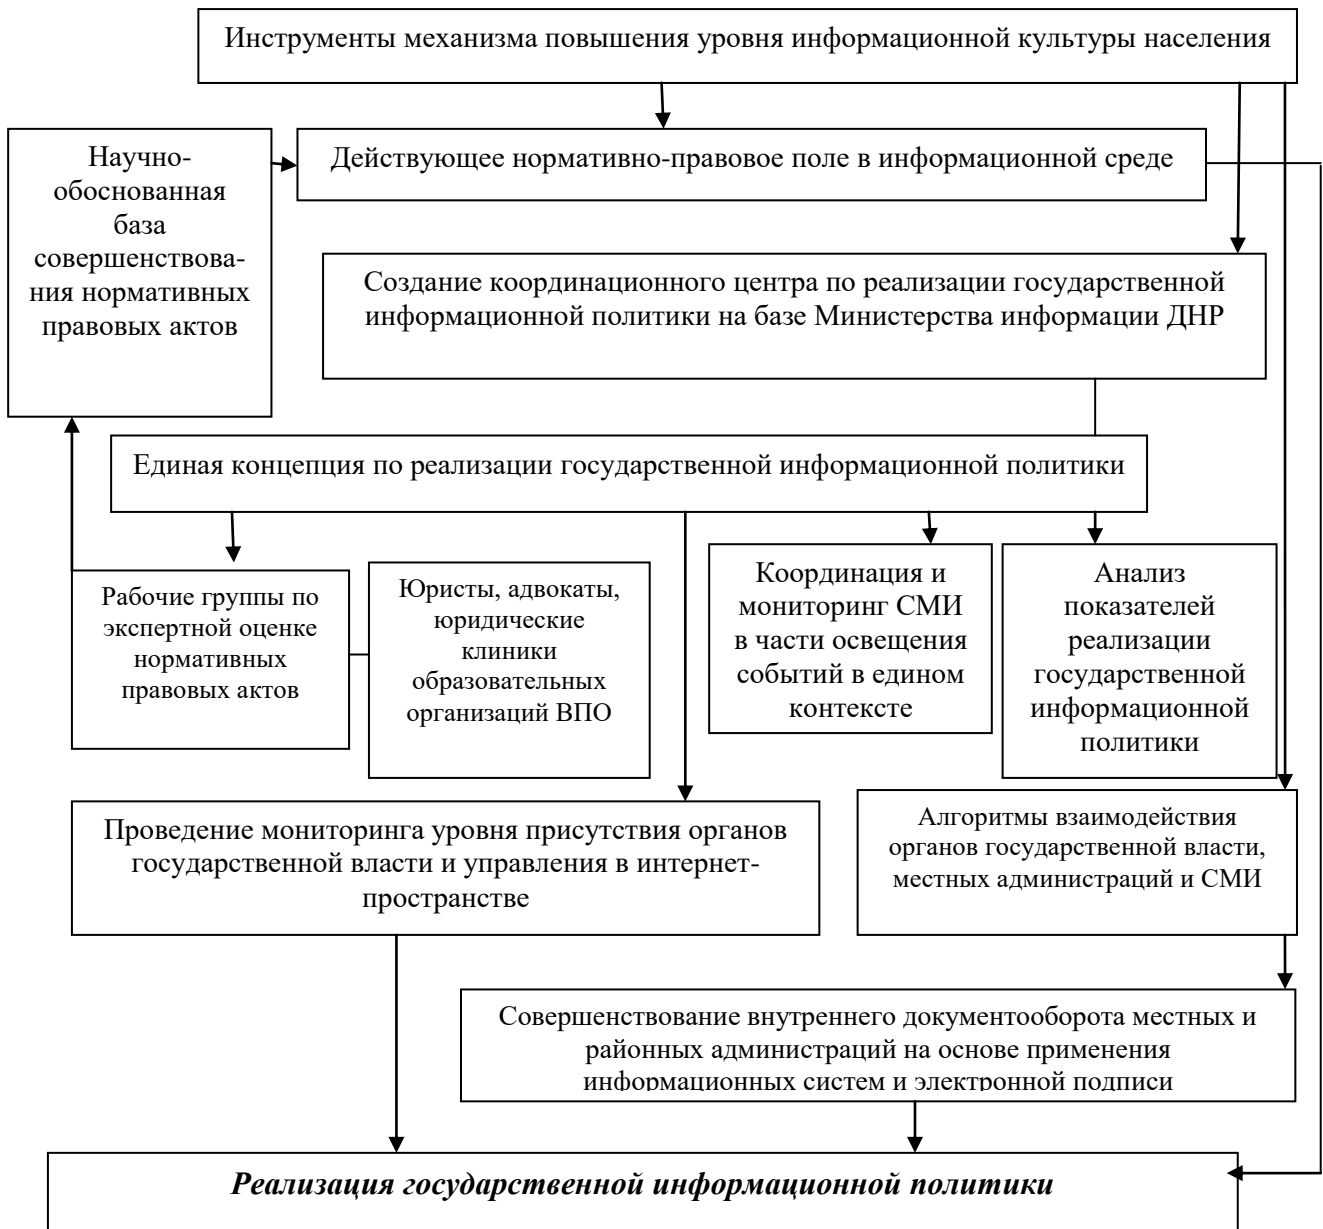 Инструменты механизма повышения уровня информационной культуры населения
Научно-
обоснованная
база
совершенствова-
ния нормативных
правовых актов
Действующее нормативно-правовое поле в информационной среде
Создание координационного центра по реализации государственной
информационной политики на базе Министерства информации ДНР
Единая концепция по реализации государственной информационной политики
Рабочие группы по
экспертной оценке
нормативных
правовых актов
Юристы, адвокаты,
юридические
клиники
образовательных
организаций ВПО
Координация и
мониторинг СМИ
в части освещения
событий в едином
контексте
Анализ
показателей
реализации
государственной
информационной
политики
Проведение мониторинга уровня присутствия органов
государственной власти и управления в интернет-
пространстве
Алгоритмы взаимодействия
органов государственной власти,
местных администраций и СМИ
Совершенствование внутреннего документооборота местных и
районных администраций на основе применения
информационных систем и электронной подписи
Реализация государственной информационной политики